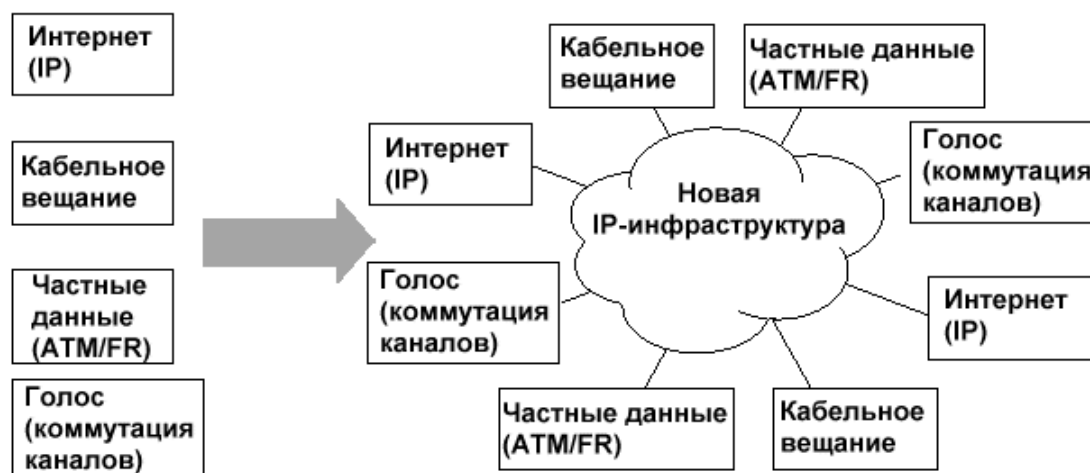 Интернет
(IP)
Кабельное
вещание
Частные
данные
(ATM/FR)
Голос
(коммутация
каналов)
Кабельное
вещание
Частные данные
(ATM/FR)
Интернет
(IP)
Голос
(коммутация
каналов)
Новая
IP-инфраструктура
Голос
(коммутация
каналов)
Интернет
(IP)
Частные данные
(ATM/FR)
Кабельное
вещание